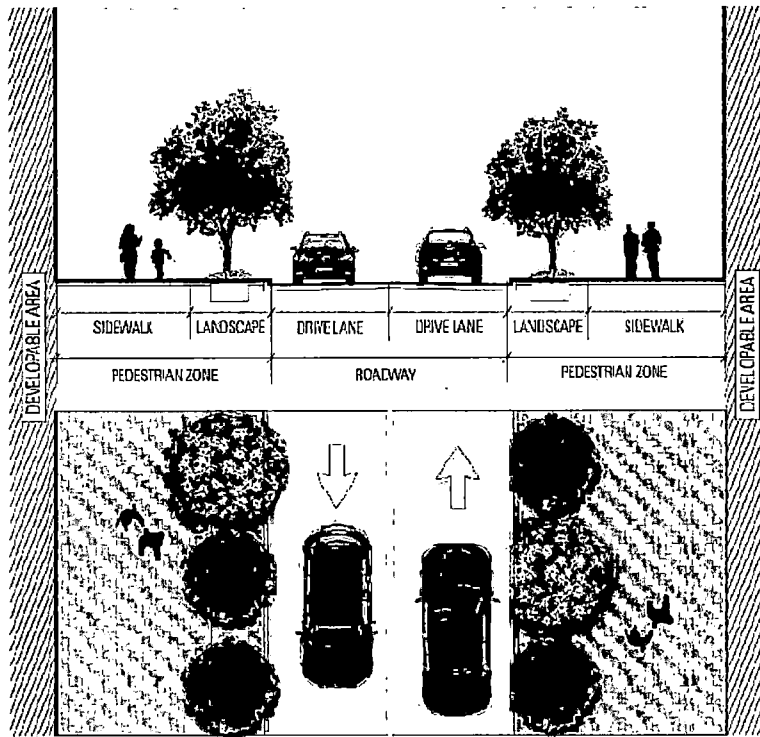 SIDEWALK LANDSCAPE DRIVE LANE DRIVE LANE LANDSCAPE SIDEWALK
PEDESTRIAN ZONE ROADWAY PEDESTRIAN ZONE
DEVELOPABLE AREA
DEVELOPABLE AREA